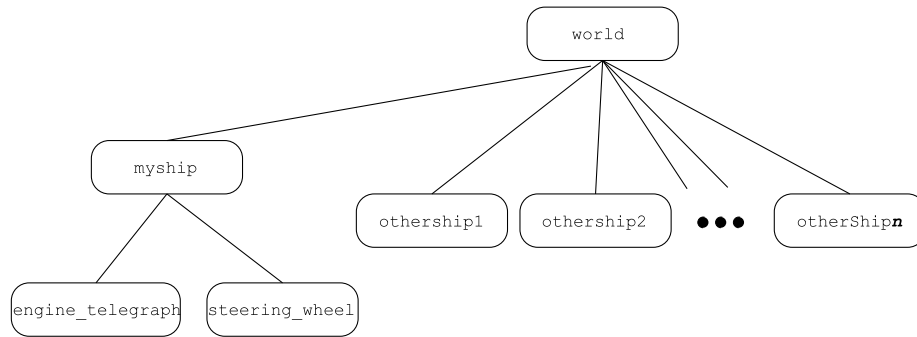 world
myship
othership1
othership2
otherShipn
engine_telegraph
steering_wheel